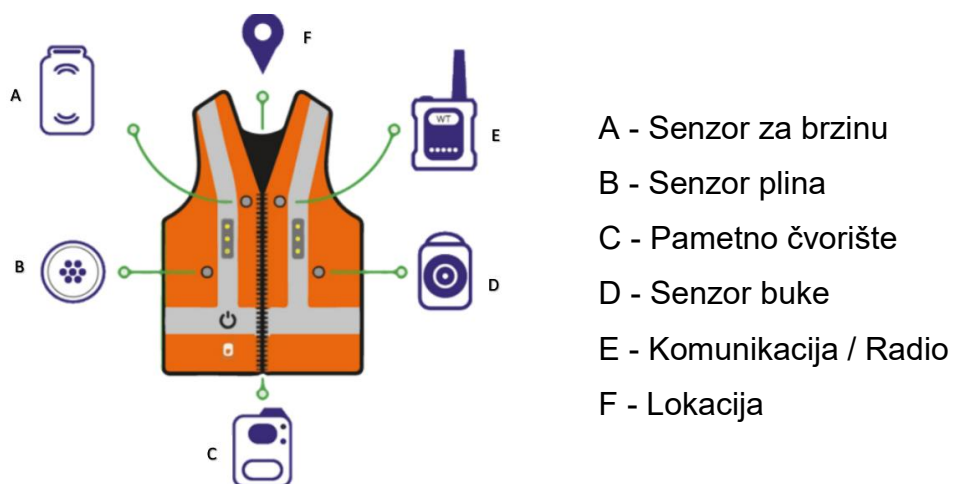 F
A
WT
E
B
D
C
A - Senzor za brzinu
B - Senzor plina
C - Pametno čvorište
D - Senzor buke
E - Komunikacija / Radio
F - Lokacija